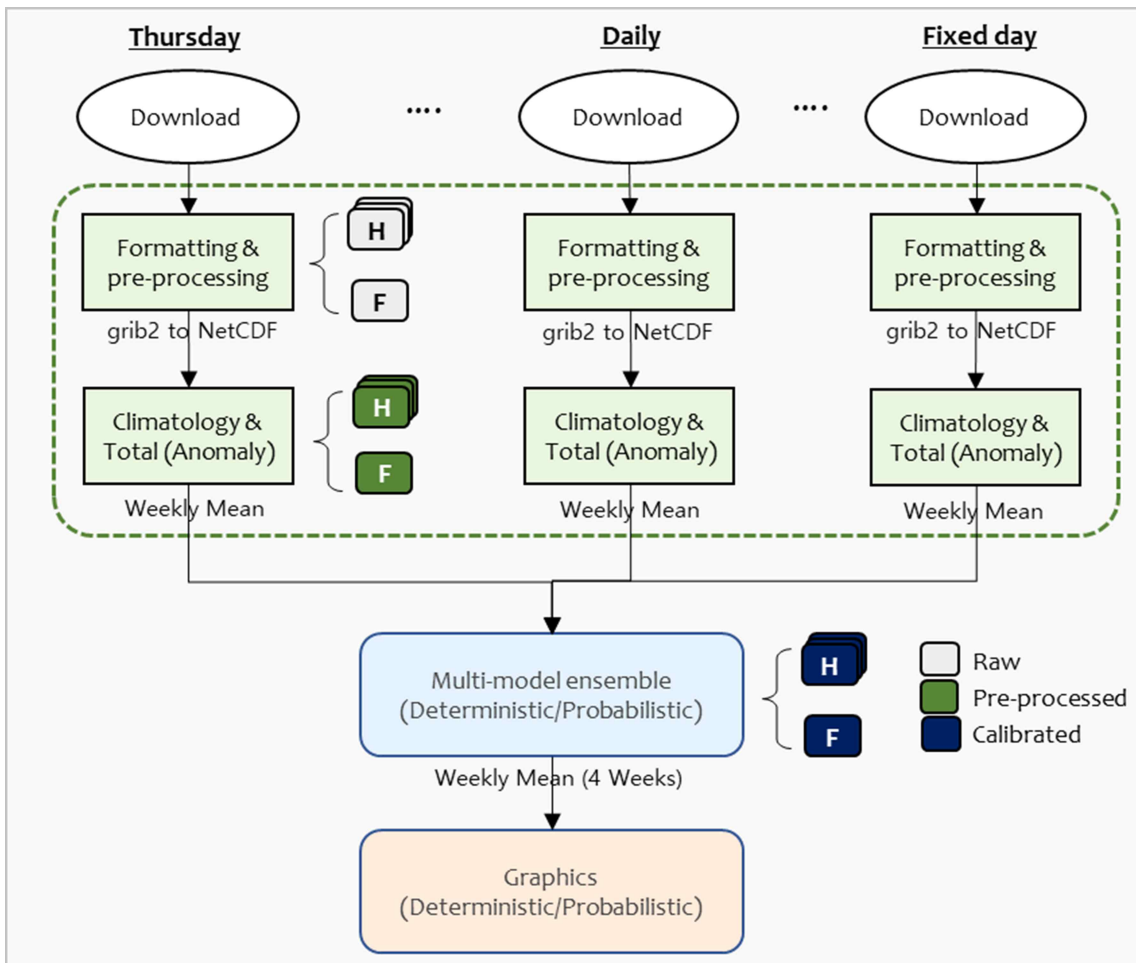 Thursday
Daily
Fixed day
Download
....
Download
....
Download
Formatting &
pre-processing
H
F
Formatting &
pre-processing
Formatting &
pre-processing
grib2 to NetCDF
grib2 to NetCDF
grib2 to NetCDF
Climatology &
Total (Anomaly)
H
F
Climatology &
Total (Anomaly)
Climatology &
Total (Anomaly)
Weekly Mean
Weekly Mean
Weekly Mean
Multi-model ensemble
(Deterministic/Probabilistic)
H
F
Raw
Pre-processed
Calibrated
Weekly Mean (4 Weeks)
Graphics
(Deterministic/Probabilistic)